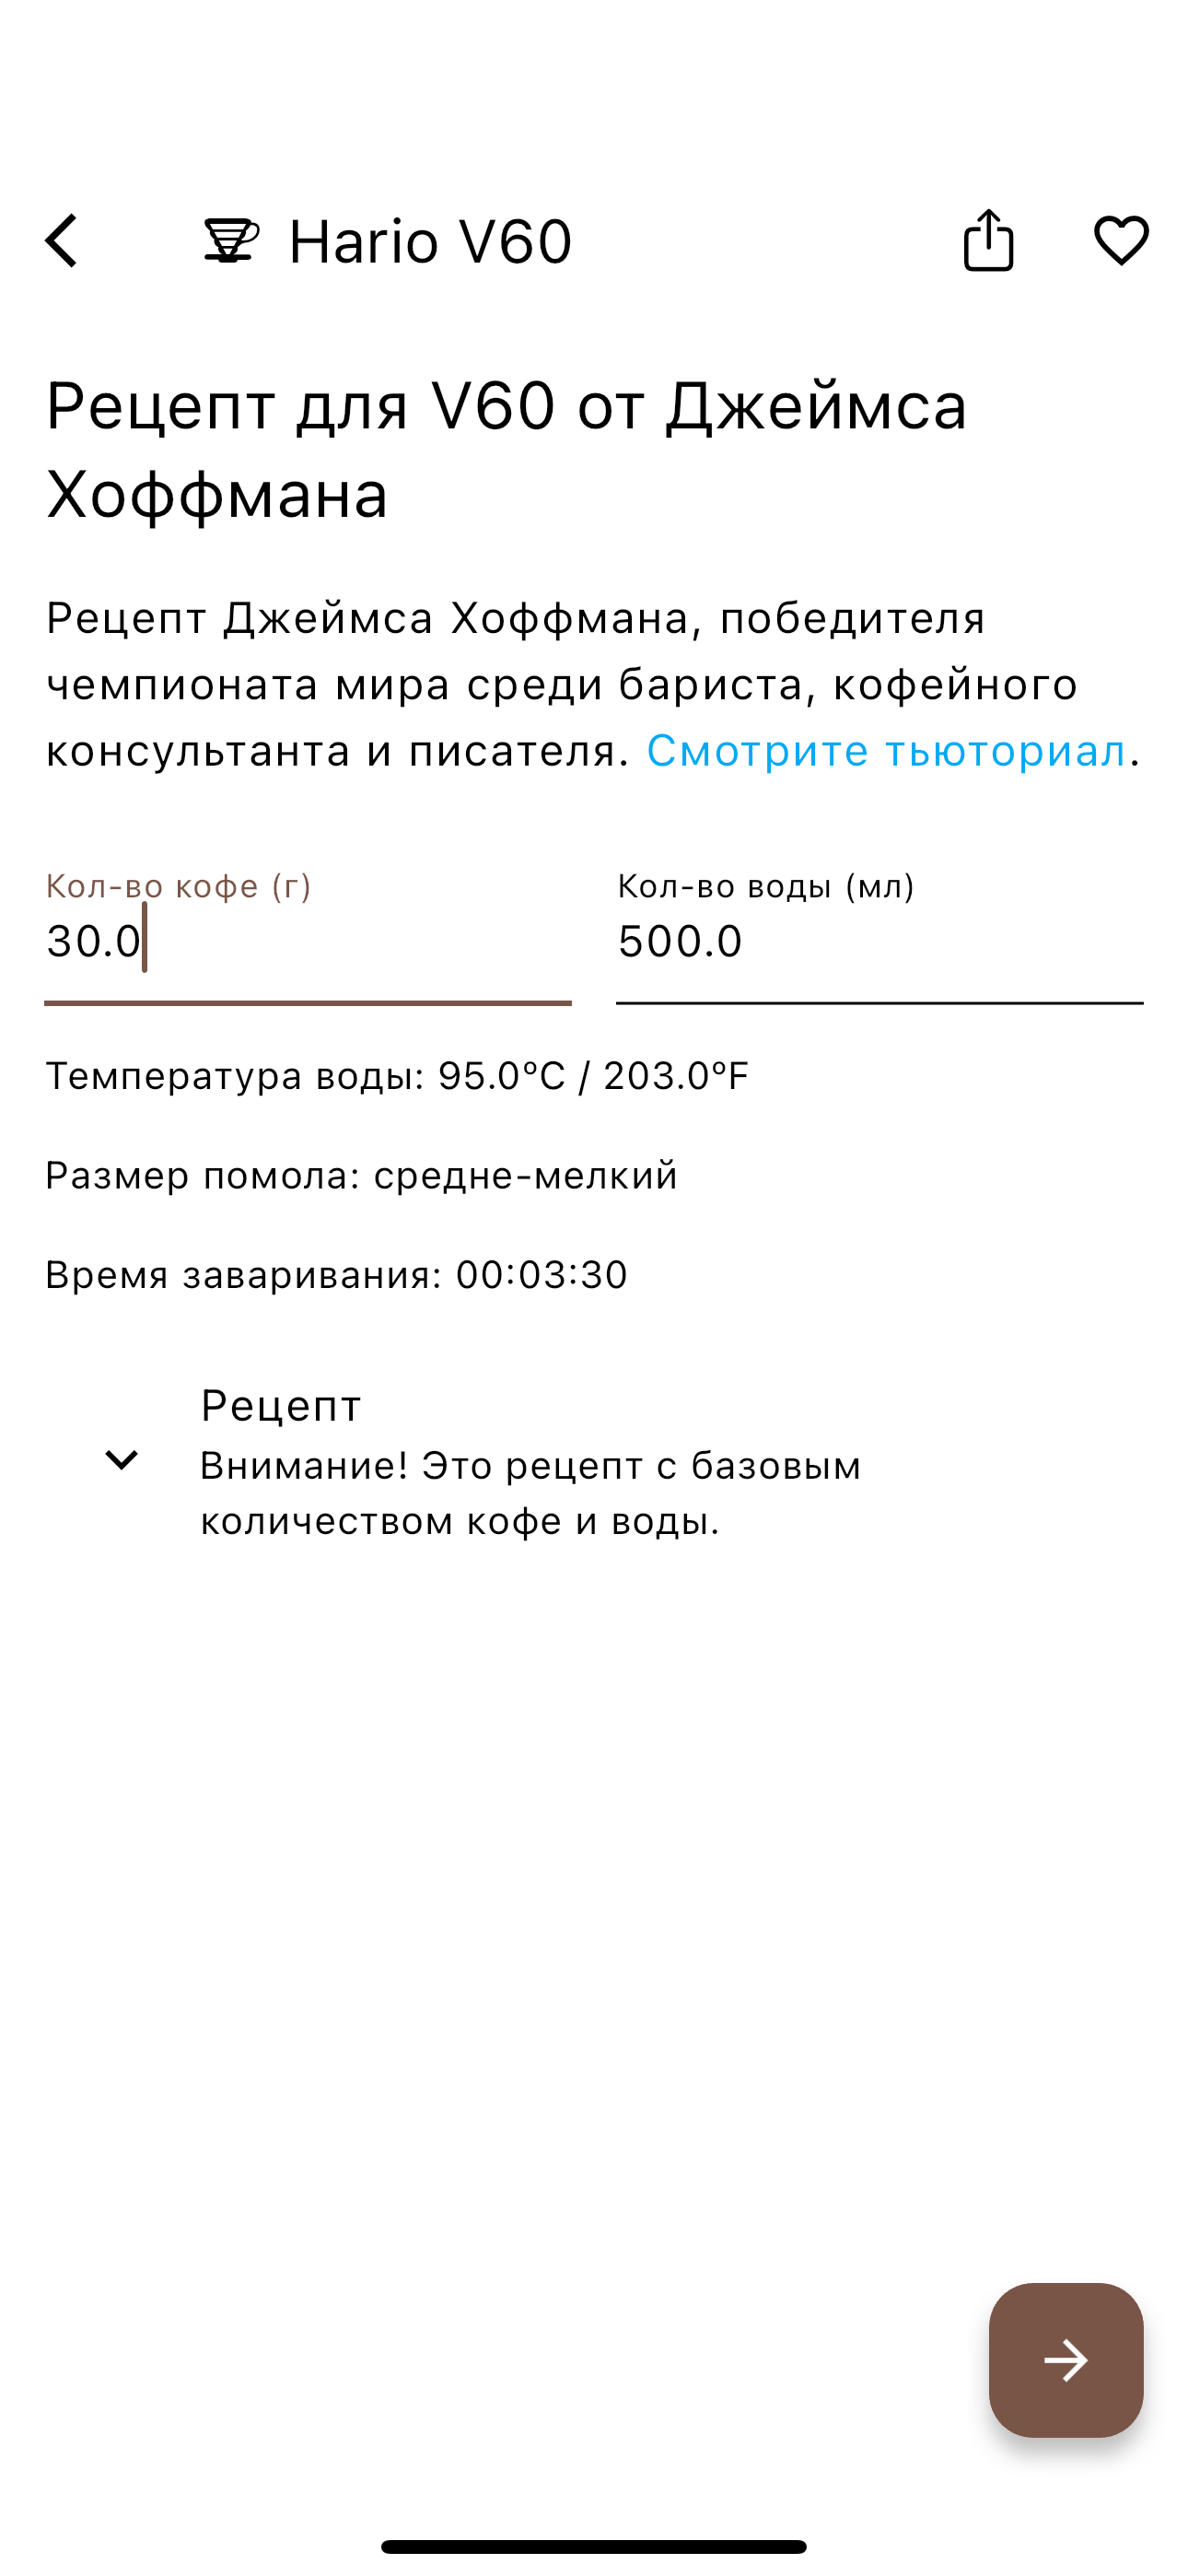 Hario V60
Рецепт для V60 от Джеймса
Хоффмана
Рецепт Джеймса Хоффмана, победителя
чемпионата мира среди бариста, кофейного
консультанта и писателя. Смотрите тьюториал.
Кол-во кофе (г)
30.0
Кол-во воды (мл)
500.0
Температура воды: 95.0ºC / 203.0ºF
Размер помола: средне-мелкий
Время заваривания: 00:03:30
Рецепт
Внимание! Это рецепт с базовым
количеством кофе и воды.